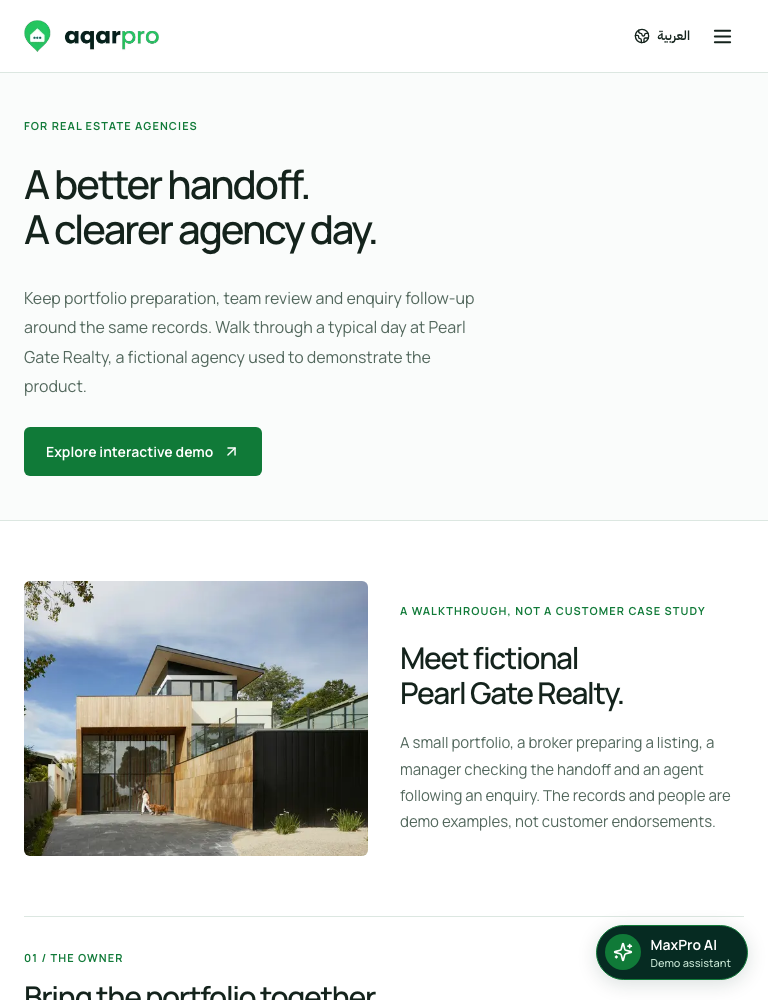 aqarpro
العربية
FOR REAL ESTATE AGENCIES
A better handoff.
A clearer agency day.
Keep portfolio preparation, team review and enquiry follow-up
around the same records. Walk through a typical day at Pearl
Gate Realty, a fictional agency used to demonstrate the
product.
Explore interactive demo
A WALKTHROUGH, NOT A CUSTOMER CASE STUDY
Meet fictional
Pearl Gate Realty.
A small portfolio, a broker preparing a listing, a
manager checking the handoff and an agent
following an enquiry. The records and people are
demo examples, not customer endorsements.
01 / THE OWNER
Bring the portfolio together
MaxPro AI
Demo assistant